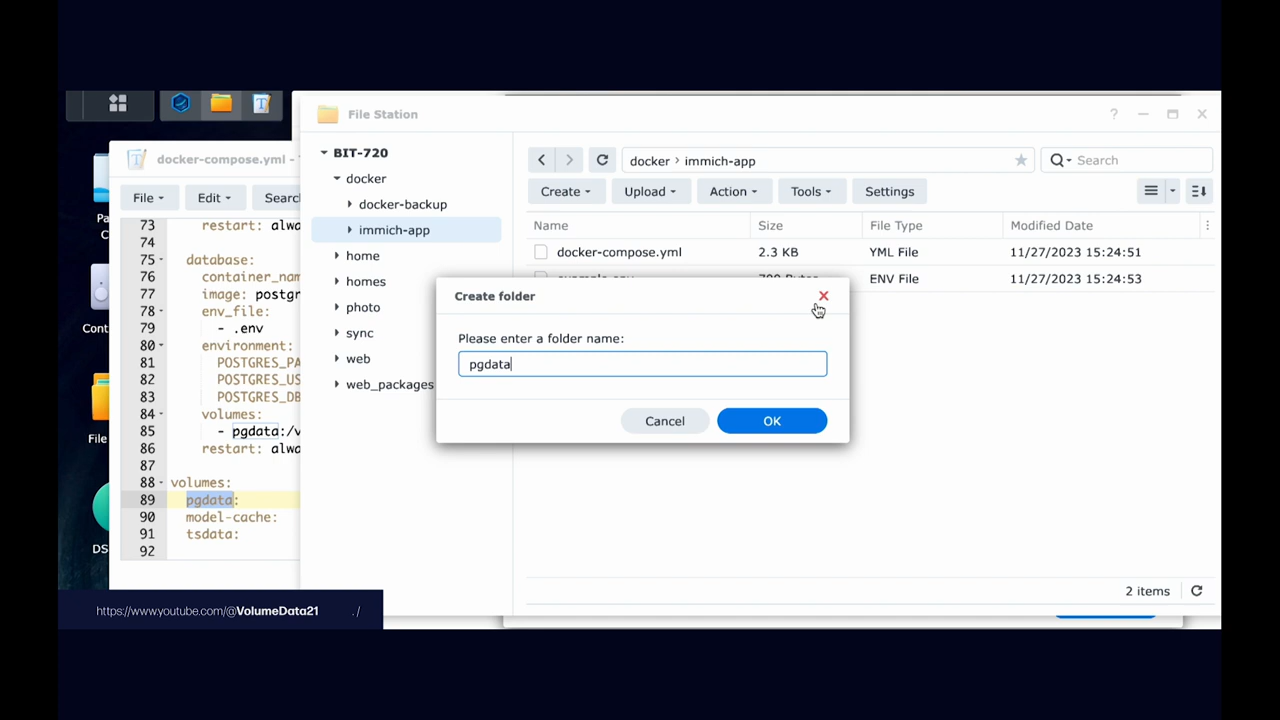 File Station
docker-compose.yml -
File
Edit
Search
73 restart: alwa
74
75 database:
76 container_nam
77 image: postgr
78 env_file:
79 - .env
80 environment:
81 POSTGRES_PA
82 POSTGRES_US
83 POSTGRES_DB
84 volumes:
85 - pgdata:/v
86 restart: alwa
87
88 volumes:
89 pgdata:
90 model-cache:
91 tsdata:
92
BIT-720
docker
docker-backup
immich-app
home
homes
photo
sync
web
web_packages
docker › immich-app
Search
Create
Upload
Action
Tools
Settings
Name Size File Type Modified Date
docker-compose.yml 2.3 KB YML File 11/27/2023 15:24:51
ENV File 11/27/2023 15:24:53
Create folder
Please enter a folder name:
pgdata
Cancel
OK
2 items
Pa
C
Cont
File
DS
https://www.youtube.com/@VolumeData21 . /